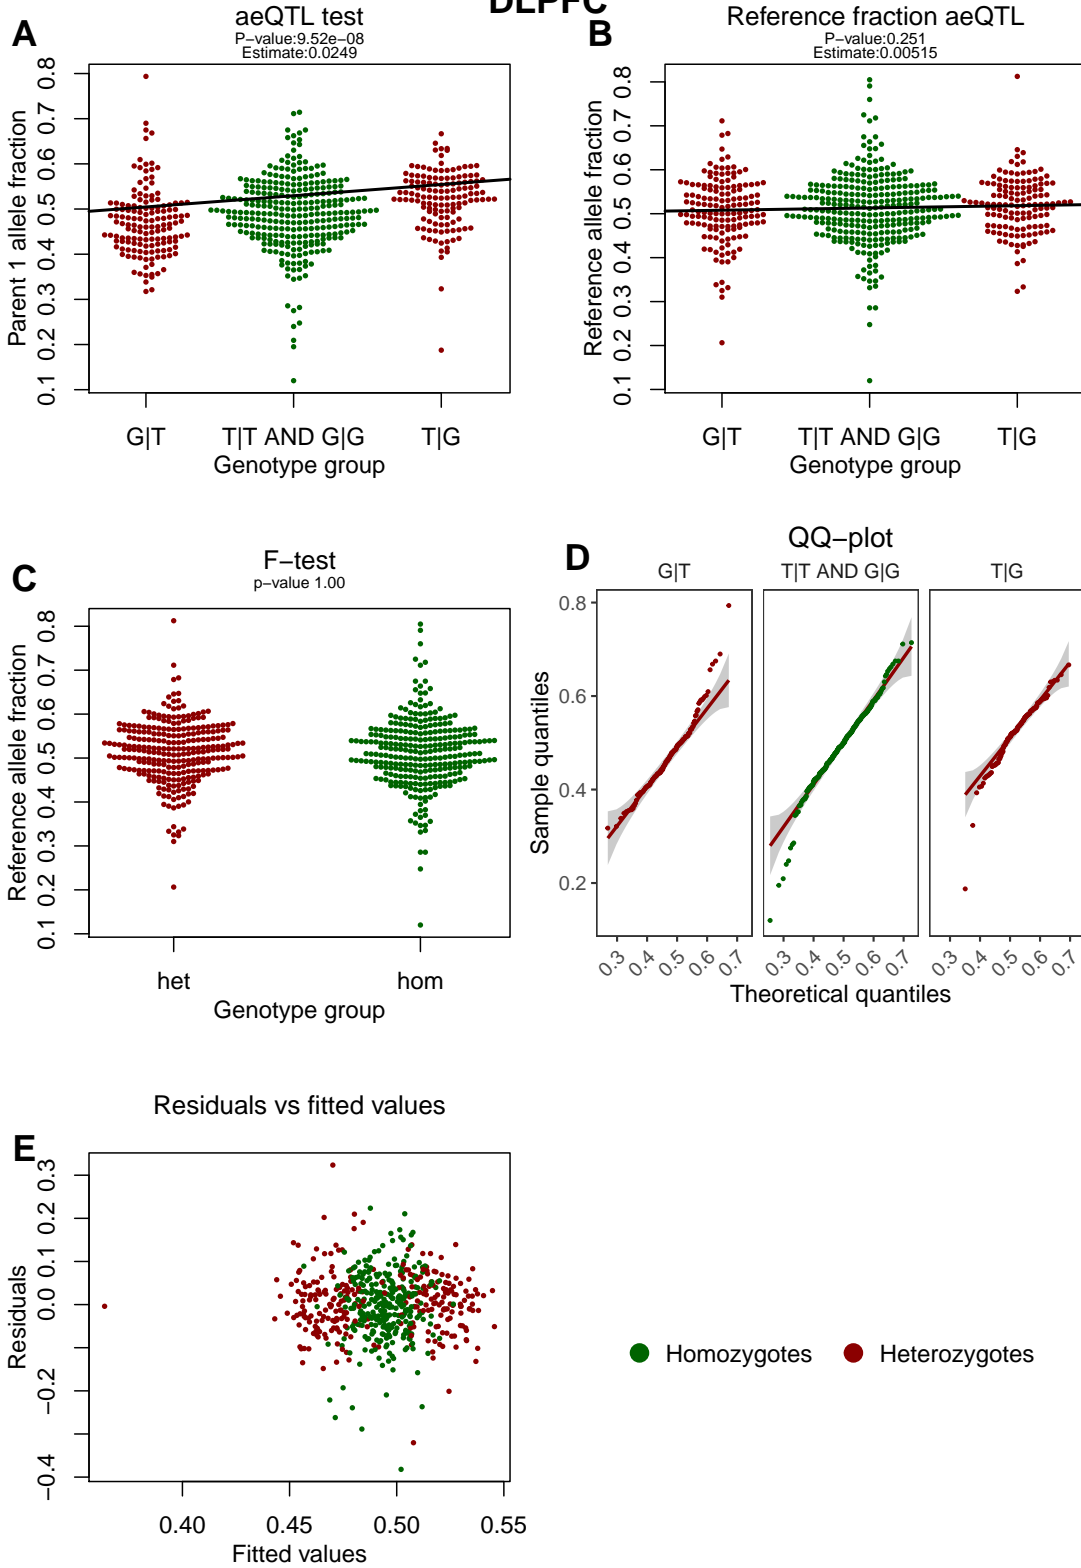 DLPFC
A
aeQTL test
P-value:9.52e-08
Estimate:0.0249
Parent 1 allele fraction
0.8
0.7
0.6
0.5
0.4
0.3
0.2
0.1
G|T
T|T AND G|G
T|G
Genotype group
B
Reference fraction aeQTL
P-value:0.251
Estimate:0.00515
Reference allele fraction
0.8
0.7
0.6
0.5
0.4
0.3
0.2
0.1
G|T
T|T AND G|G
T|G
Genotype group
C
F-test
p-value 1.00
Reference allele fraction
0.8
0.7
0.6
0.5
0.4
0.3
0.2
0.1
het
hom
Genotype group
D
QQ-plot
G|T
T|T AND G|G
T|G
Sample quantiles
0.8
0.6
0.4
0.2
0.3 0.4 0.5 0.6 0.7
0.3 0.4 0.5 0.6 0.7
0.3 0.4 0.5 0.6 0.7
Theoretical quantiles
E
Residuals vs fitted values
Residuals
0.3
0.2
0.1
0.0
-0.2
-0.4
0.40
0.45
0.50
0.55
Fitted values
Homozygotes
Heterozygotes